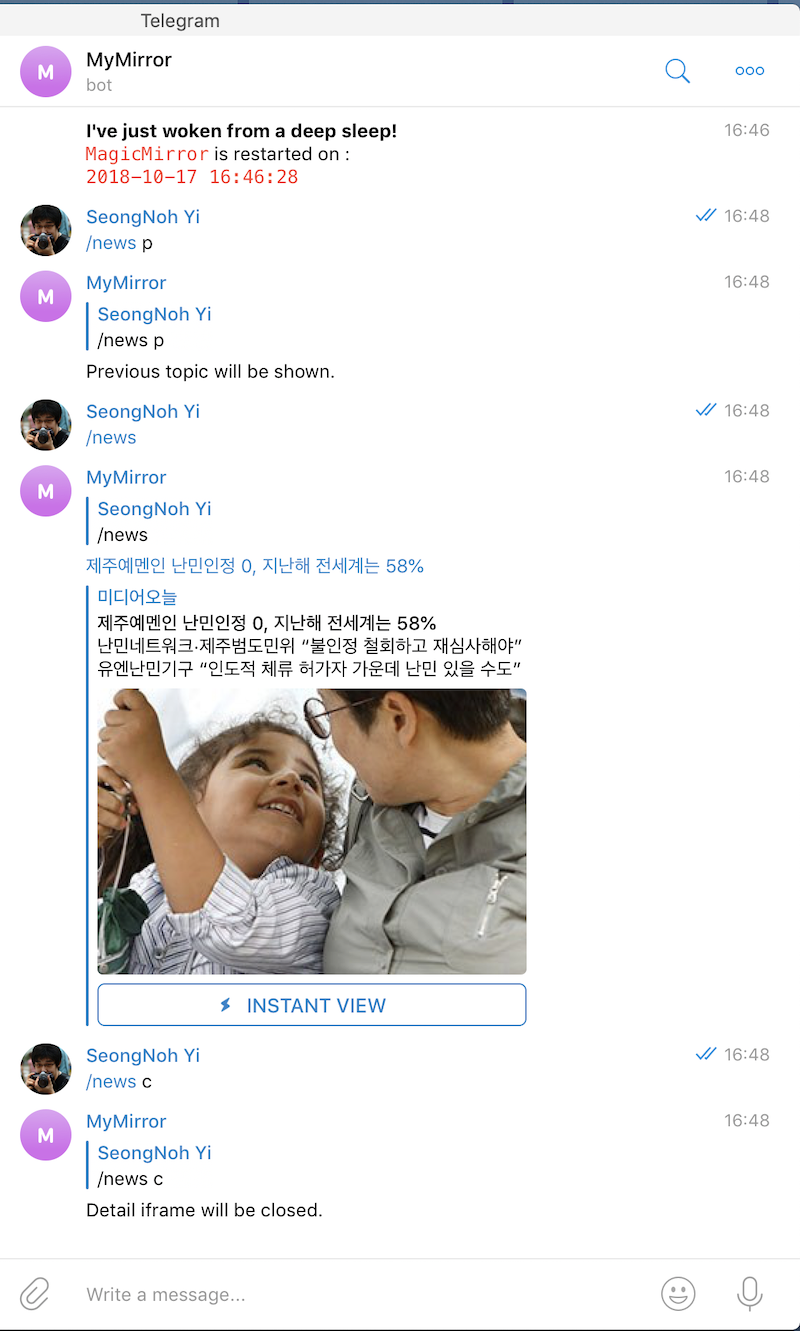 Telegram
M
MyMirror
bot
I've just woken from a deep sleep!
16:46
MagicMirror is restarted on :
2018-10-17 16:46:28
SeongNoh Yi
16:48
/news p
M
MyMirror
16:48
SeongNoh Yi
/news p
Previous topic will be shown.
SeongNoh Yi
16:48
/news
M
MyMirror
16:48
SeongNoh Yi
/news
제주예멘인 난민인정 0, 지난해 전세계는 58%
미디어오늘
제주예멘인 난민인정 0, 지난해 전세계는 58%
난민네트워크·제주범도민위 “불인정 철회하고 재심사해야”
유엔난민기구 “인도적 체류 허가자 가운데 난민 있을 수도”
INSTANT VIEW
SeongNoh Yi
16:48
/news c
M
MyMirror
16:48
SeongNoh Yi
/news c
Detail iframe will be closed.
Write a message...